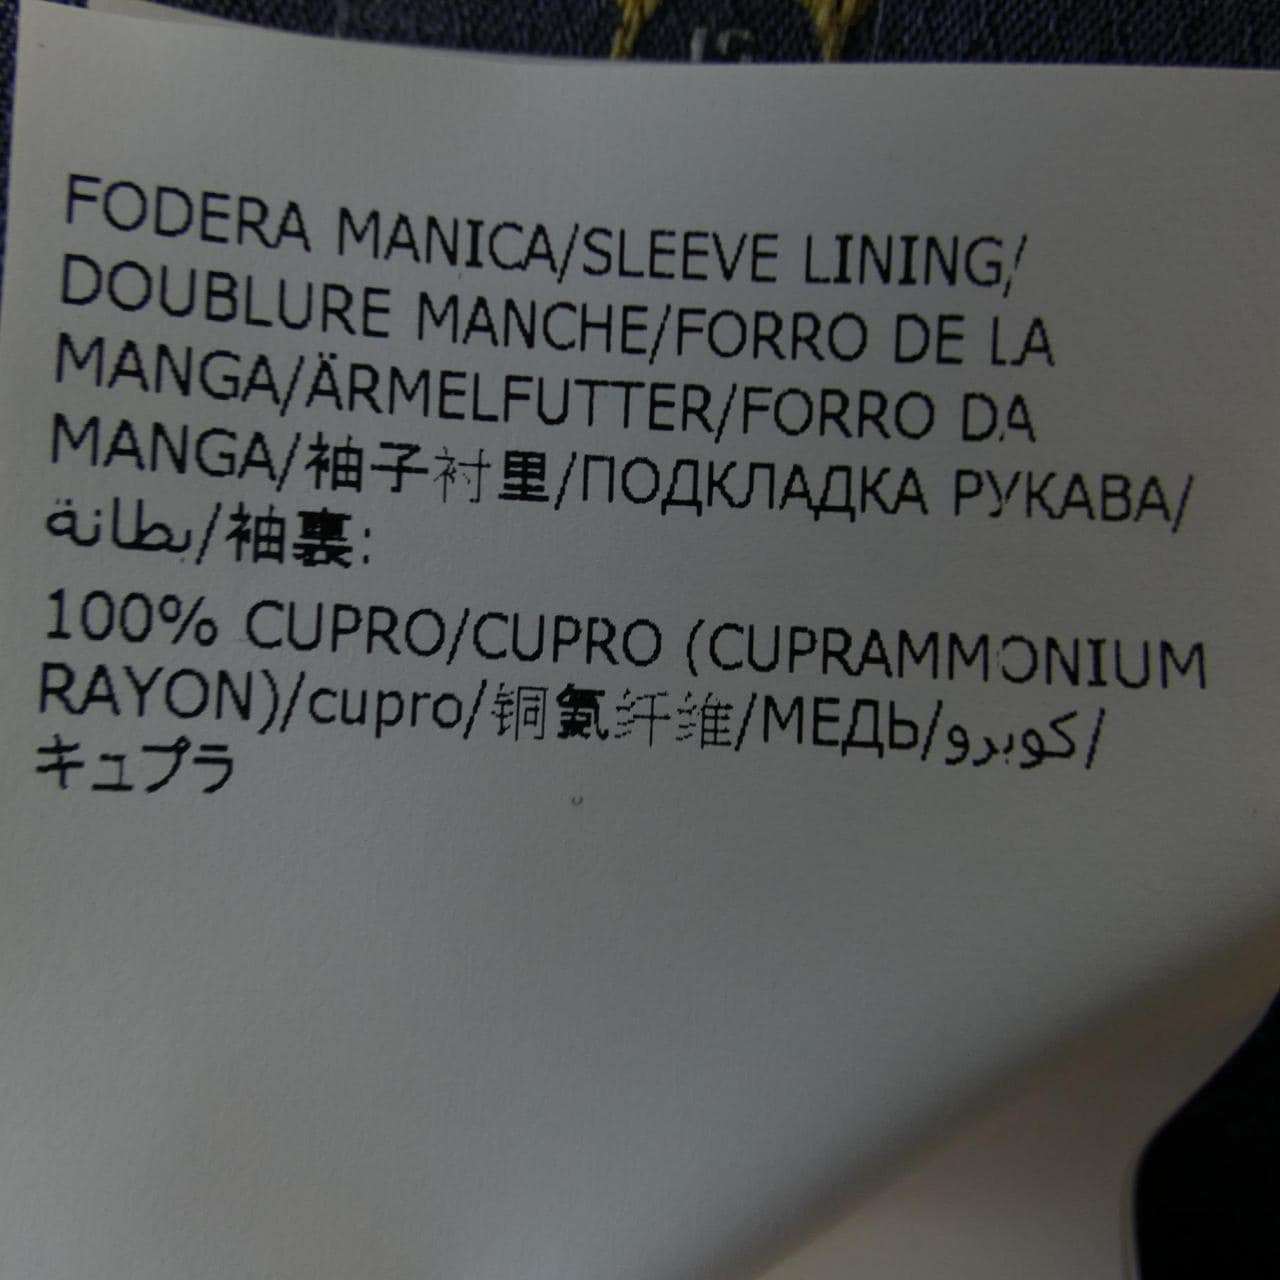 FODERA MANICA/SLEEVE LINING/
DOUBLURE MANCHE/FORRO DE LA
MANGA/ÄRMELFUTTER/FORRO DA
MANGA/袖子衬里/ПОДКЛАДКА РУКАВА/
بطانة/袖裏:
100% CUPRO/CUPRO (CUPRAMMONIUM
RAYON)/cupro/铜氨纤维/МЕДЬ/كوبرو/
キュプラ